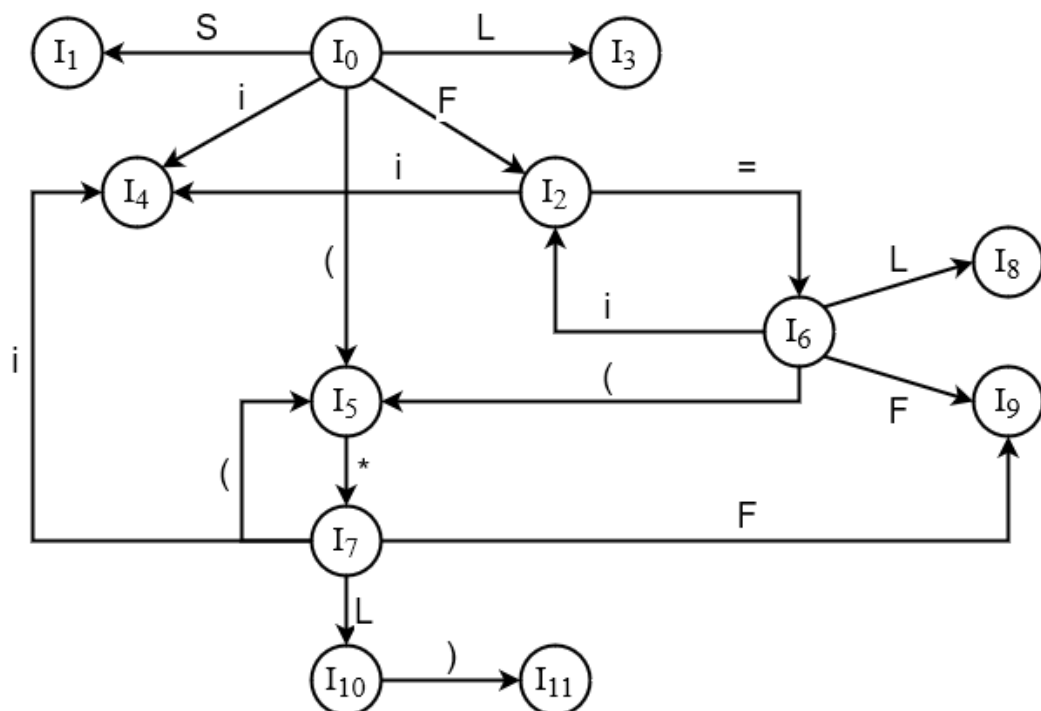 I₁ S I₀ L I₃
i F
I₄ i I₂ =
( L I₈
i I₆
i
I₅ ( F I₉
( *
I₇ F
L
I₁₀ ) I₁₁